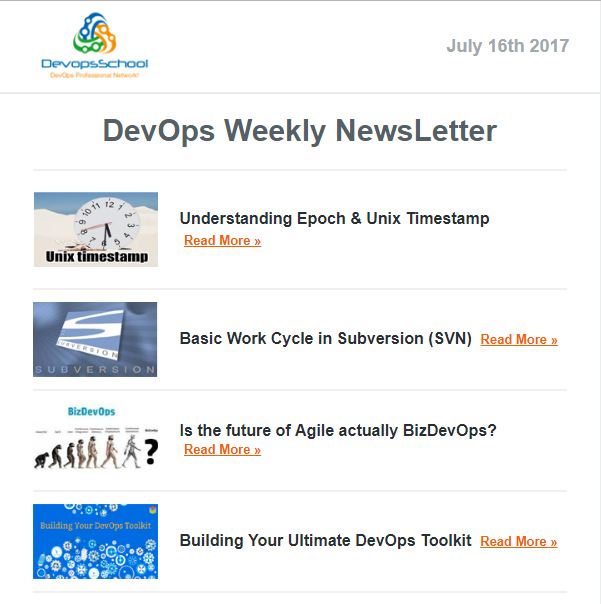 DevopsSchool
DevOps Professional Network!
July 16th 2017
DevOps Weekly NewsLetter
Unix timestamp
Understanding Epoch & Unix Timestamp
Read More »
SUBVERSION
SUBVERSION
Basic Work Cycle in Subversion (SVN) Read More »
BizDevOps
?
Is the future of Agile actually BizDevOps?
Read More »
Building Your DevOps Toolkit
Building Your Ultimate DevOps Toolkit Read More »